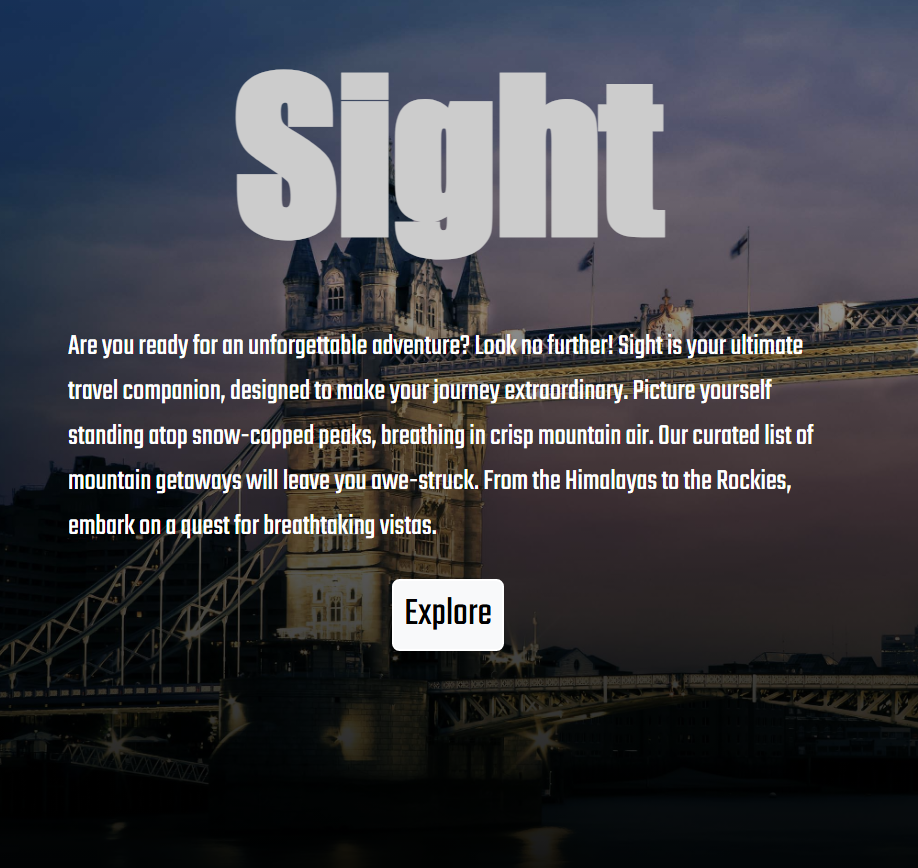 Sight
Are you ready for an unforgettable adventure? Look no further! Sight is your ultimate
travel companion, designed to make your journey extraordinary. Picture yourself
standing atop snow-capped peaks, breathing in crisp mountain air. Our curated list of
mountain getaways will leave you awe-struck. From the Himalayas to the Rockies,
embark on a quest for breathtaking vistas.
Explore